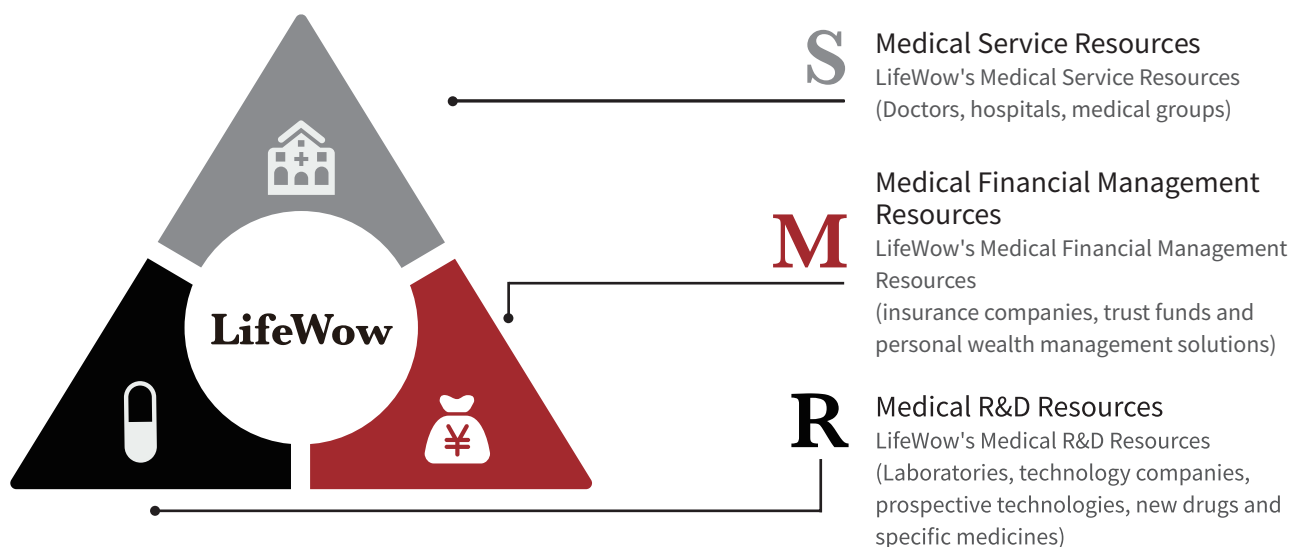 S
Medical Service Resources
LifeWow's Medical Service Resources
(Doctors, hospitals, medical groups)
M
Medical Financial Management
Resources
LifeWow's Medical Financial Management
Resources
(insurance companies, trust funds and
personal wealth management solutions)
LifeWow
¥
R
Medical R&D Resources
LifeWow's Medical R&D Resources
(Laboratories, technology companies,
prospective technologies, new drugs and
specific medicines)